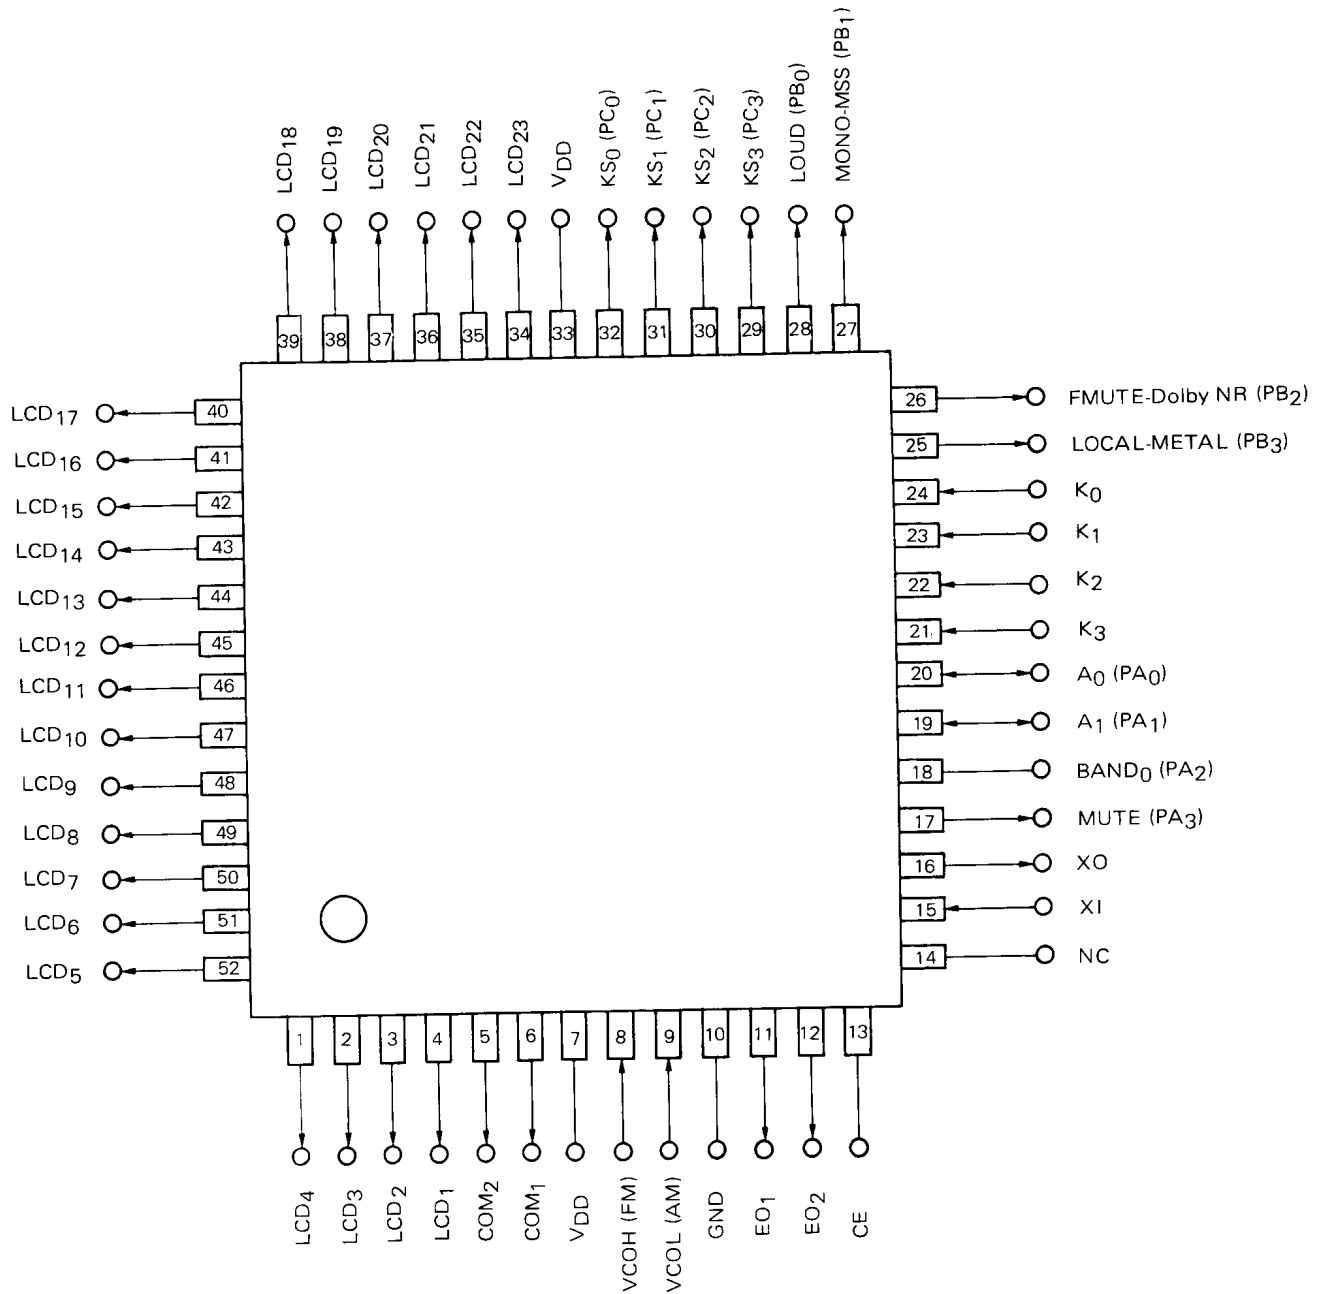 LCD18
LCD19
LCD20
LCD21
LCD22
LCD23
VDD
KS0 (PC0)
KS1 (PC1)
KS2 (PC2)
KS3 (PC3)
LOUD (PB0)
MONO-MSS (PB1)
39
38
37
36
35
34
33
32
31
30
29
28
27
LCD17 40
LCD16 41
LCD15 42
LCD14 43
LCD13 44
LCD12 45
LCD11 46
LCD10 47
LCD9 48
LCD8 49
LCD7 50
LCD6 51
LCD5 52
26 FMUTE-Dolby NR (PB2)
25 LOCAL-METAL (PB3)
24 K0
23 K1
22 K2
21 K3
20 A0 (PA0)
19 A1 (PA1)
18 BAND0 (PA2)
17 MUTE (PA3)
16 XO
15 XI
14 NC
1
2
3
4
5
6
7
8
9
10
11
12
13
LCD4
LCD3
LCD2
LCD1
COM2
COM1
VDD
VCOH (FM)
VCOL (AM)
GND
EO1
EO2
CE